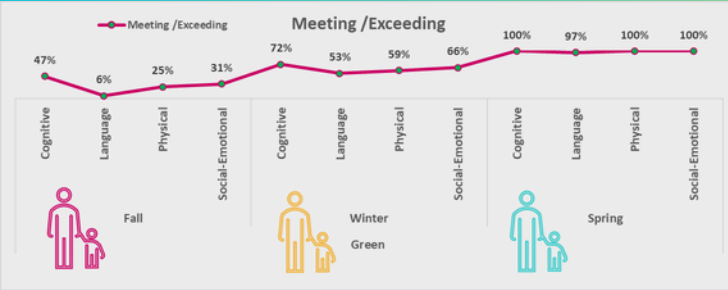 Meeting /Exceeding
Meeting /Exceeding
47%
6%
25%
31%
72%
53%
59%
66%
100%
97%
100%
100%
Cognitive
Language
Physical
Social-Emotional
Cognitive
Language
Physical
Social-Emotional
Cognitive
Language
Physical
Social-Emotional
Fall
Winter
Spring
Green